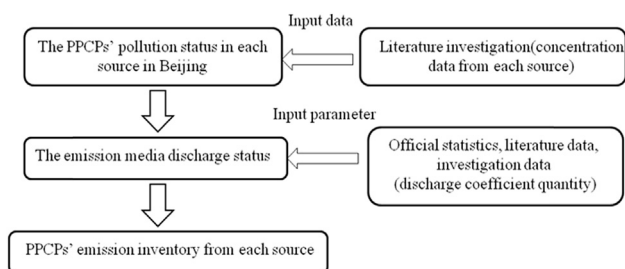 Input data
The PPCPs' pollution status in each
source in Beijing
Literature investigation(concentration
data from each source)
Input parameter
The emission media discharge status
Official statistics, literature data,
investigation data
(discharge coefficient quantity)
PPCPs' emission inventory from each source